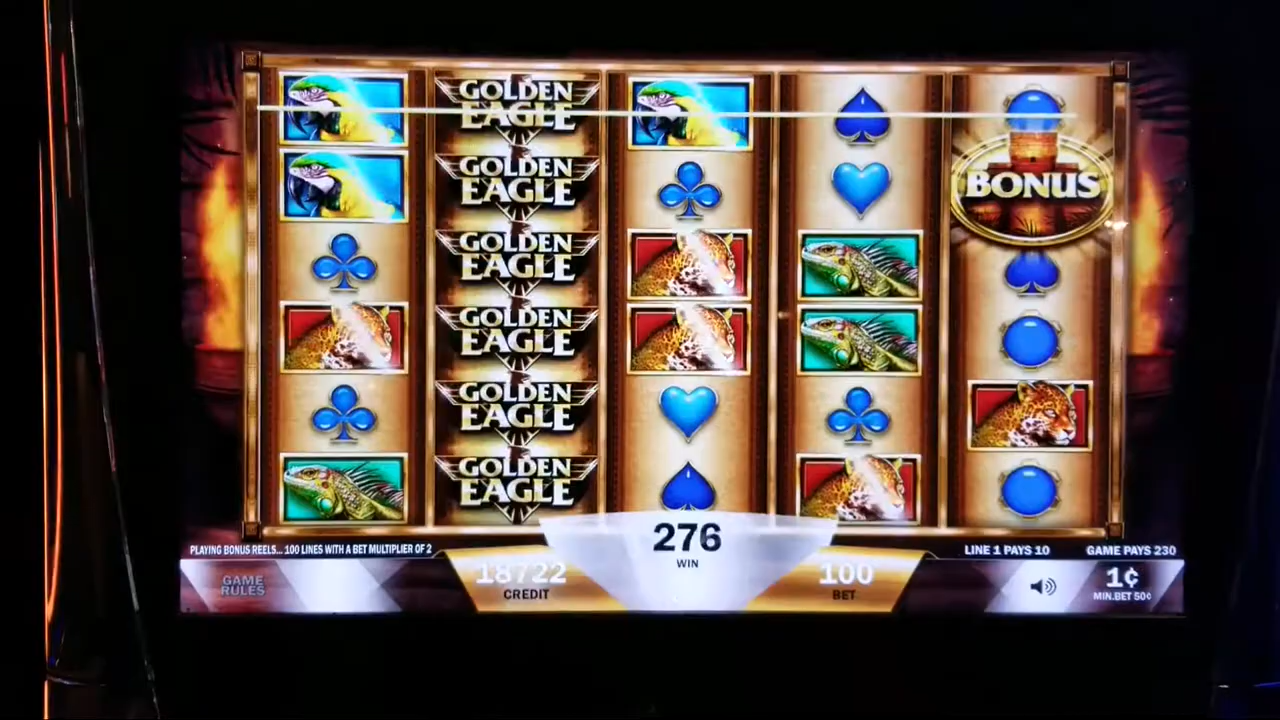 GOLDEN
EAGLE
GOLDEN
EAGLE
BONUS
GOLDEN
EAGLE
GOLDEN
EAGLE
GOLDEN
EAGLE
GOLDEN
EAGLE
276
WIN
PLAYING BONUS REELS... 100 LINES WITH A BET MULTIPLIER OF 2
LINE 1 PAYS 10
GAME PAYS 230
GAME
RULES
18722
CREDIT
100
BET
1¢
MIN.BET 50¢